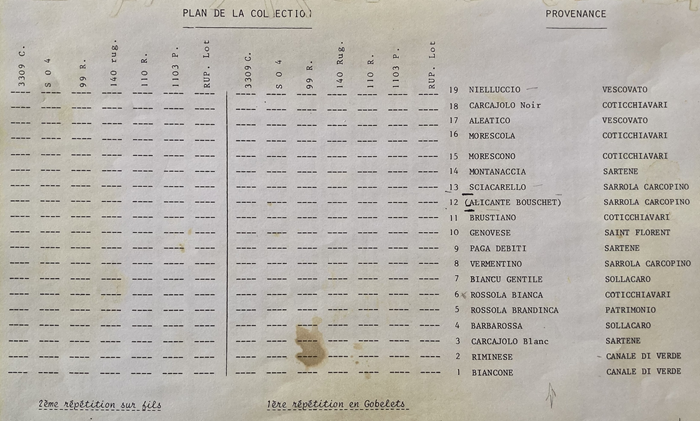 PLAN DE LA COLLECTION PROVENANCE
3309 C. S O 4 99 R. 140 rug. 110 R. 1103 P. RUP. Lot 3309 C. S O 4 99 R. 140 Rug. 110 R. 1103 P. RUP. Lot
19 NIELLUCCIO VESCOVATO
18 CARCAJOLO Noir COTICCHIAVARI
17 ALEATICO VESCOVATO
16 MORESCOLA COTICCHIAVARI
15 MORESCONO COTICCHIAVARI
14 MONTANACCIA SARTENE
13 SCIACARELLO SARROLA CARCOPINO
12 (ALICANTE BOUSCHET) SARROLA CARCOPINO
11 BRUSTIANO COTICCHIAVARI
10 GENOVESE SAINT FLORENT
9 PAGA DEBITI SARTENE
8 VERMENTINO SARROLA CARCOPINO
7 BIANCU GENTILE SOLLACARO
6 ROSSOLA BIANCA COTICCHIAVARI
5 ROSSOLA BRANDINCA PATRIMONIO
4 BARBAROSSA SOLLACARO
3 CARCAJOLO Blanc SARTENE
2 RIMINESE CANALE DI VERDE
1 BIANCONE CANALE DI VERDE
2ème répétition sur fils 1ère répétition en Gobelets